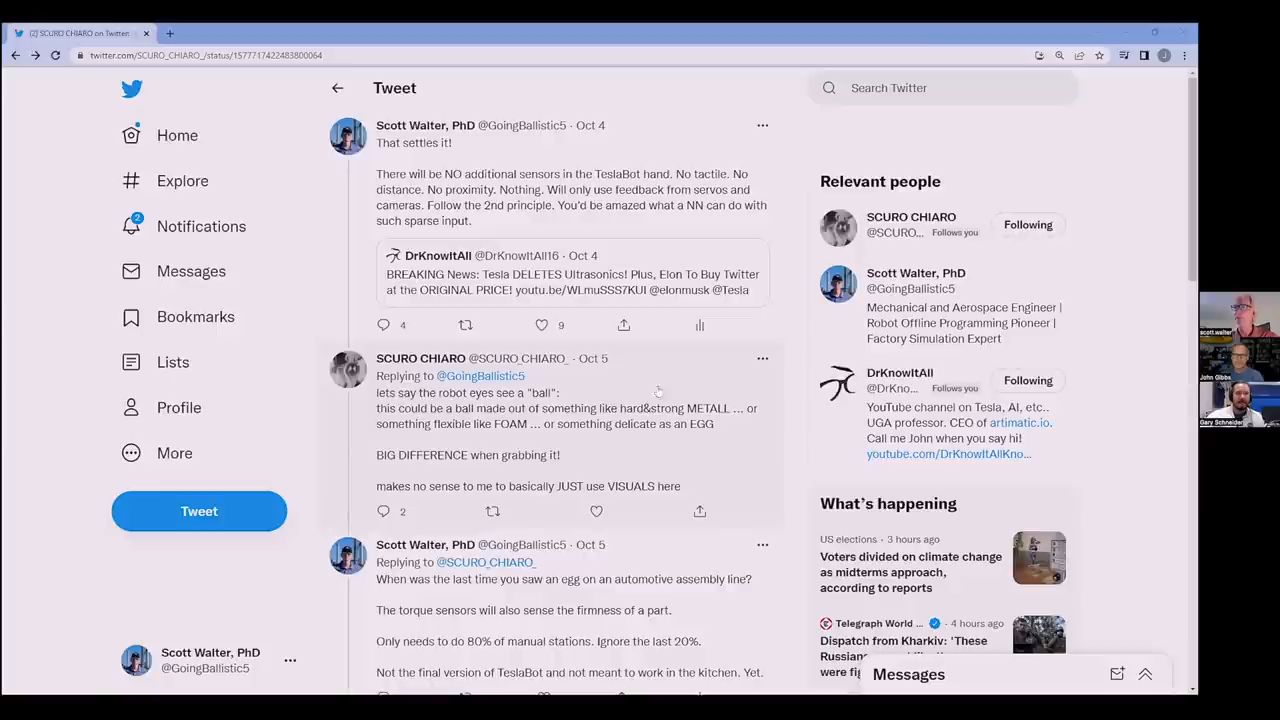 (2) SCURO CHIARO on Twitter:
twitter.com/SCURO_CHIARO_/status/1577717422483800064
J
Home
Explore
2
Notifications
Messages
Bookmarks
Lists
Profile
More
Tweet
Scott Walter, PhD
@GoingBallistic5
Tweet
Scott Walter, PhD @GoingBallistic5 · Oct 4
That settles it!
There will be NO additional sensors in the TeslaBot hand. No tactile. No
distance. No proximity. Nothing. Will only use feedback from servos and
cameras. Follow the 2nd principle. You'd be amazed what a NN can do with
such sparse input.
DrKnowItAll @DrKnowItAll16 · Oct 4
BREAKING News: Tesla DELETES Ultrasonics! Plus, Elon To Buy Twitter
at the ORIGINAL PRICE! youtu.be/WLmuSSS7KUI @elonmusk @Tesla
4
9
SCURO CHIARO @SCURO_CHIARO_ · Oct 5
Replying to @GoingBallistic5
lets say the robot eyes see a "ball":
this could be a ball made out of something like hard&strong METALL ... or
something flexible like FOAM ... or something delicate as an EGG
BIG DIFFERENCE when grabbing it!
makes no sense to me to basically JUST use VISUALS here
2
Scott Walter, PhD @GoingBallistic5 · Oct 5
Replying to @SCURO_CHIARO_
When was the last time you saw an egg on an automotive assembly line?
The torque sensors will also sense the firmness of a part.
Only needs to do 80% of manual stations. Ignore the last 20%.
Not the final version of TeslaBot and not meant to work in the kitchen. Yet.
Search Twitter
Relevant people
SCURO CHIARO
@SCURO... Follows you
Following
Scott Walter, PhD
@GoingBallistic5
Mechanical and Aerospace Engineer |
Robot Offline Programming Pioneer |
Factory Simulation Expert
DrKnowItAll
@DrKno... Follows you
Following
YouTube channel on Tesla, AI, etc..
UGA professor. CEO of artimatic.io.
Call me John when you say hi!
youtube.com/DrKnowItAllKno...
What's happening
US elections · 3 hours ago
Voters divided on climate change
as midterms approach,
according to reports
Telegraph World ... · 4 hours ago
Dispatch from Kharkiv: 'These
Messages
scott.walter
John Gibbs
Gary Schneider